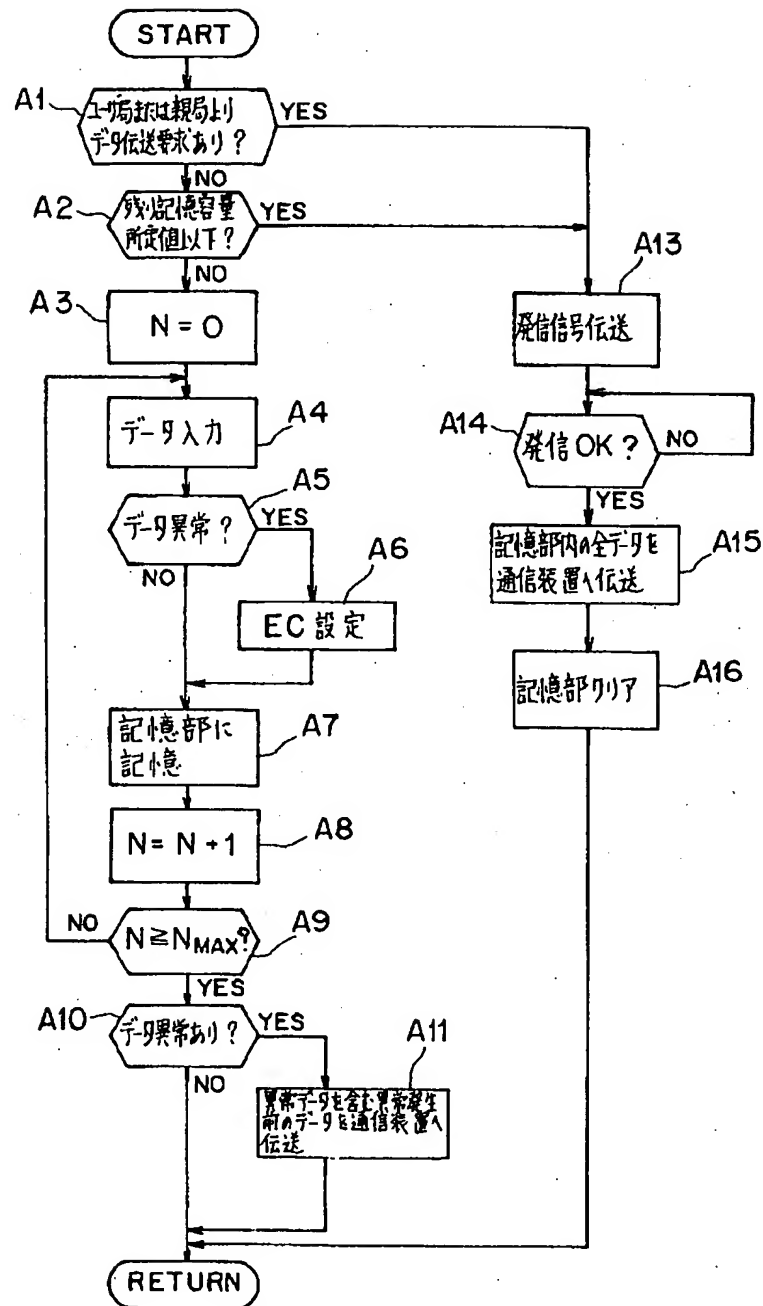 START
A1
ユーザ局または親局より
データ伝送要求あり?
YES
NO
A2
残り記憶容量
所定値以下?
YES
NO
A3
N=0
A4
データ入力
A5
データ異常?
YES
NO
A6
EC設定
A7
記憶部に
記憶
A8
N=N+1
A9
N≧NMAX?
NO
YES
A10
データ異常あり?
YES
NO
A11
異常データを含む異常発生
前のデータを通信装置へ
伝送
A13
発信信号伝送
A14
発信OK?
NO
YES
A15
記憶部内の全データを
通信装置へ伝送
A16
記憶部クリア
RETURN